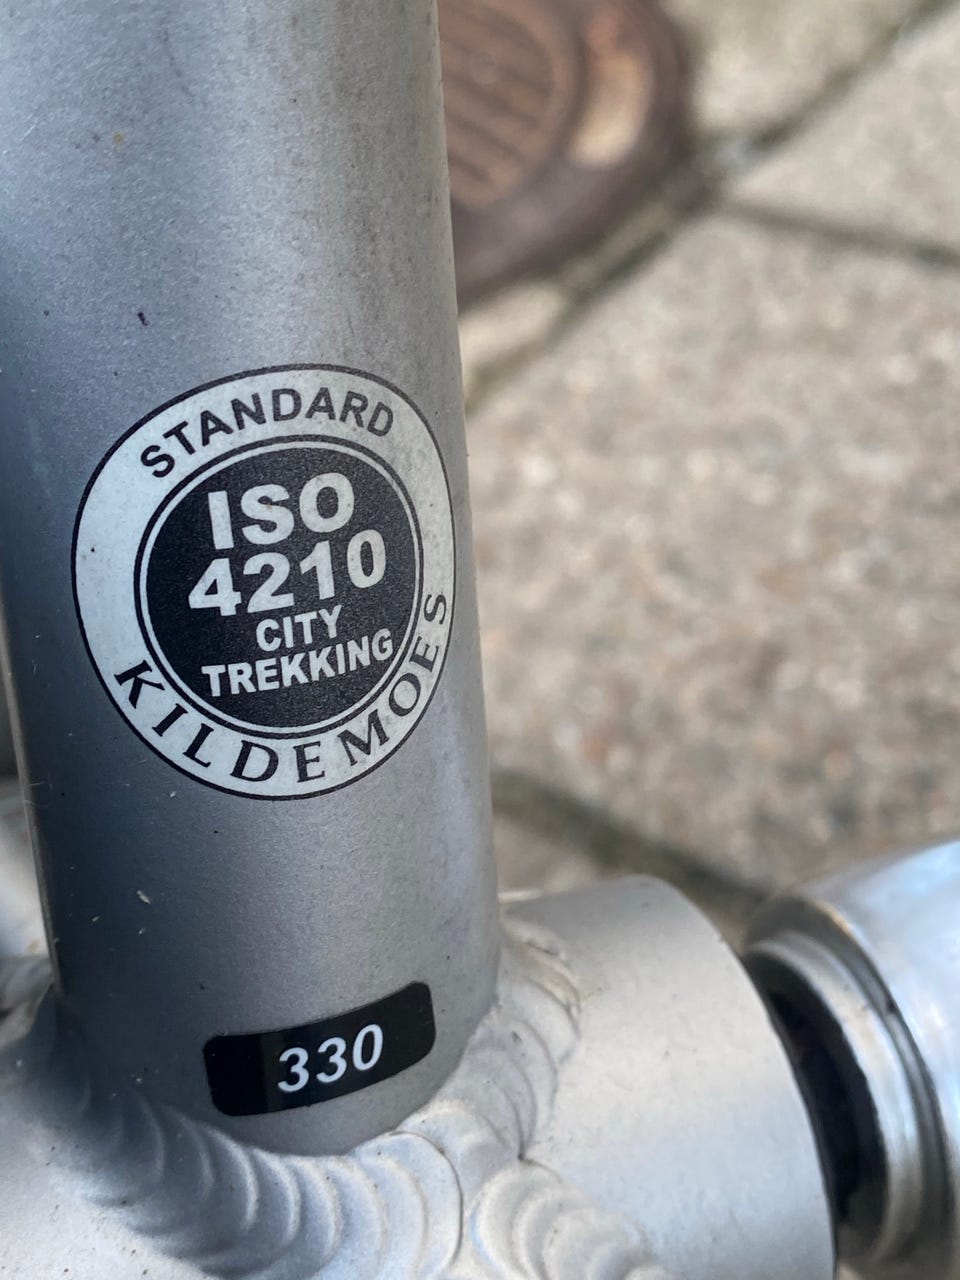 STANDARD
ISO
4210
CITY
TREKKING
KILDEMOES
330